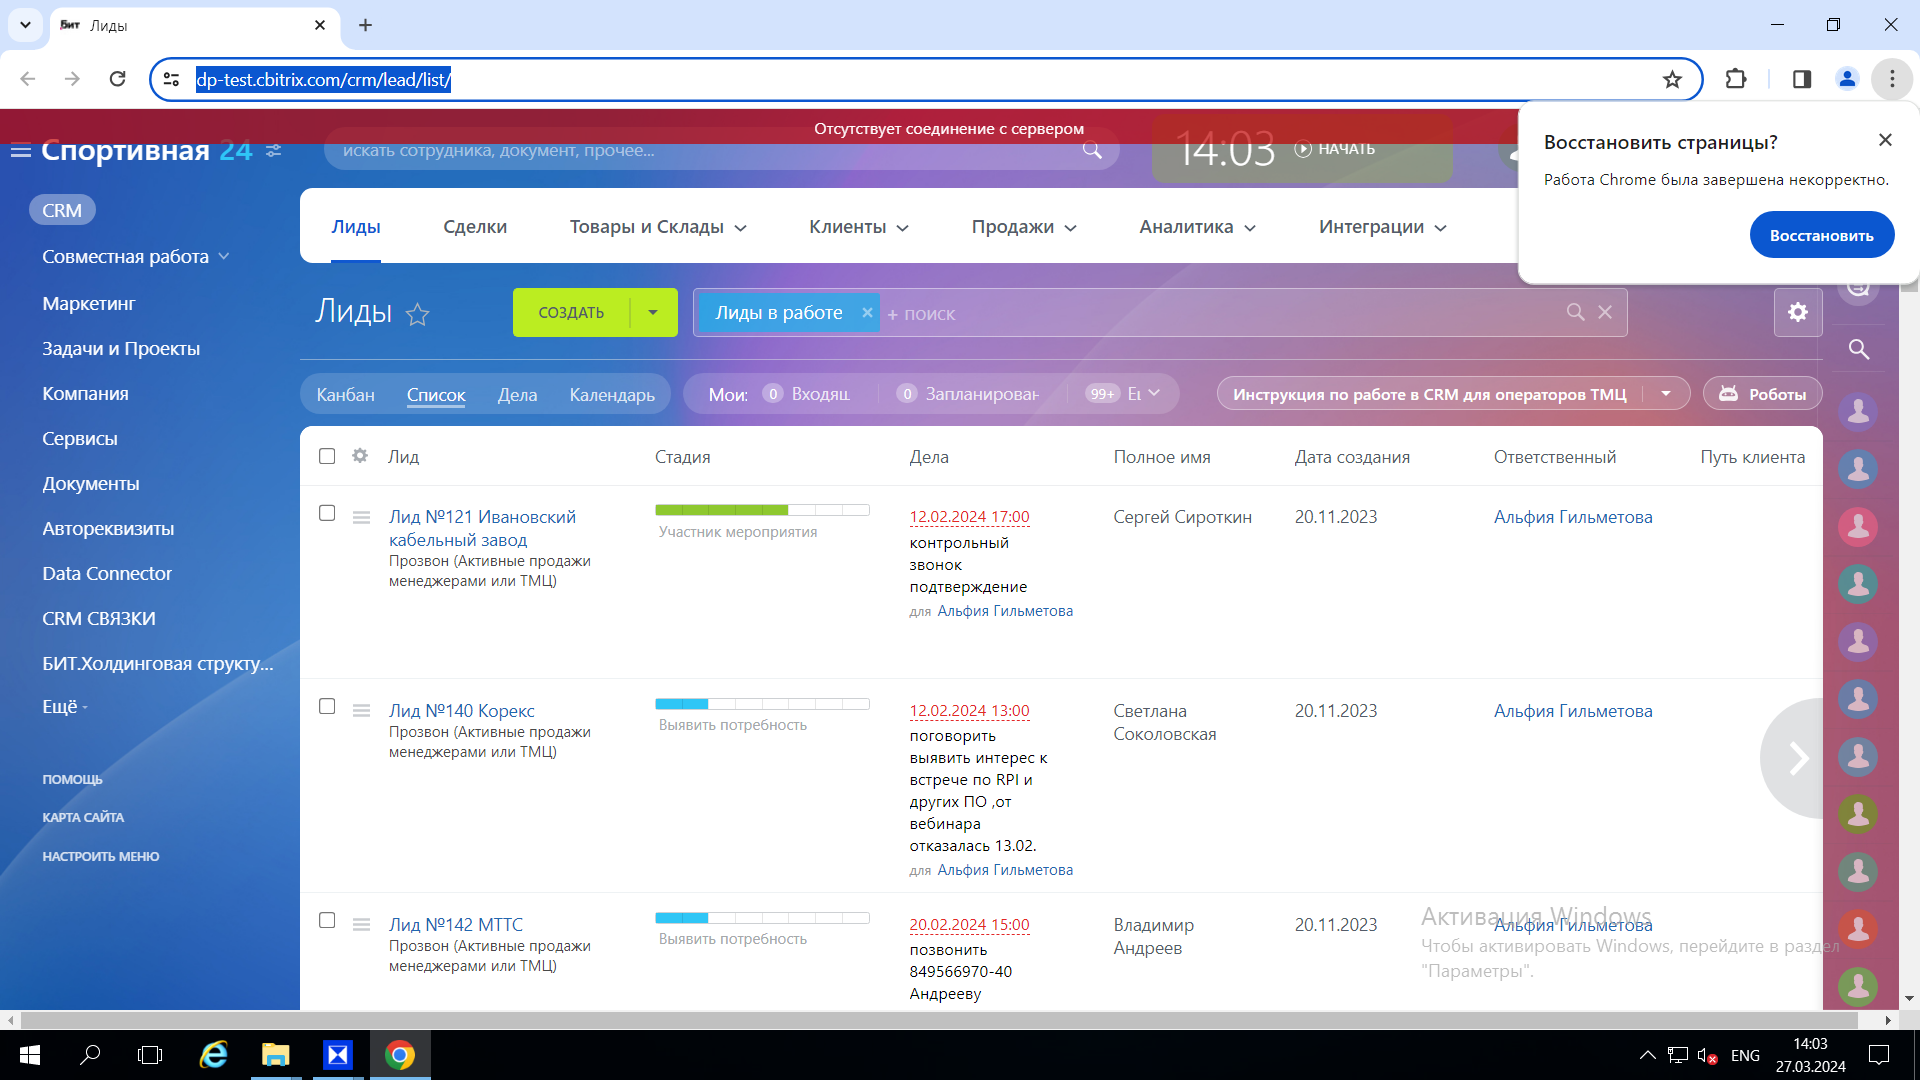 Лиды
dp-test.cbitrix.com/crm/lead/list/
Отсутствует соединение с сервером
Восстановить страницы?
Работа Chrome была завершена некорректно.
Восстановить
Спортивная 24
искать сотрудника, документ, прочее...
14:03 НАЧАТЬ
CRM
Совместная работа
Маркетинг
Задачи и Проекты
Компания
Сервисы
Документы
Автореквизиты
Data Connector
CRM СВЯЗКИ
БИТ.Холдинговая структу...
Ещё -
ПОМОЩЬ
КАРТА САЙТА
НАСТРОИТЬ МЕНЮ
Лиды Сделки Товары и Склады Клиенты Продажи Аналитика Интеграции
Лиды
СОЗДАТЬ
Лиды в работе
+ поиск
Канбан Список Дела Календарь
Мои: 0 Входящ 0 Запланирован 99+
Инструкция по работе в CRM для операторов ТМЦ
Роботы
Лид Стадия Дела Полное имя Дата создания Ответственный Путь клиента
Лид №121 Ивановский
кабельный завод
Прозвон (Активные продажи
менеджерами или ТМЦ)
Участник мероприятия
12.02.2024 17:00
контрольный
звонок
подтверждение
для Альфия Гильметова
Сергей Сироткин
20.11.2023
Альфия Гильметова
Лид №140 Корекс
Прозвон (Активные продажи
менеджерами или ТМЦ)
Выявить потребность
12.02.2024 13:00
поговорить
выявить интерес к
встрече по RPI и
других ПО ,от
вебинара
отказалась 13.02.
для Альфия Гильметова
Светлана
Соколовская
20.11.2023
Альфия Гильметова
Лид №142 МТТС
Прозвон (Активные продажи
менеджерами или ТМЦ)
Выявить потребность
20.02.2024 15:00
позвонить
849566970-40
Андрееву
Владимир
Андреев
20.11.2023
Альфия Гильметова
Активация Windows
Чтобы активировать Windows, перейдите в раздел
"Параметры".
ENG
14:03
27.03.2024